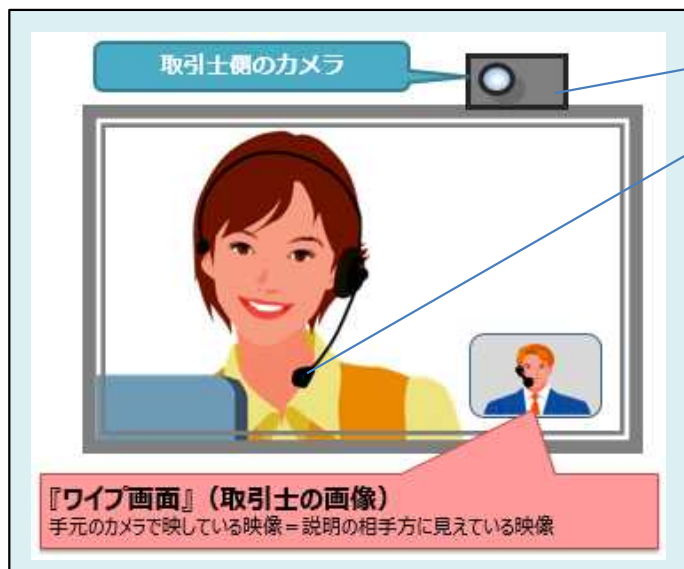 取引士側のカメラ
『ワイプ画面』（取引士の画像）
手元のカメラで映している映像＝説明の相手方に見えている映像